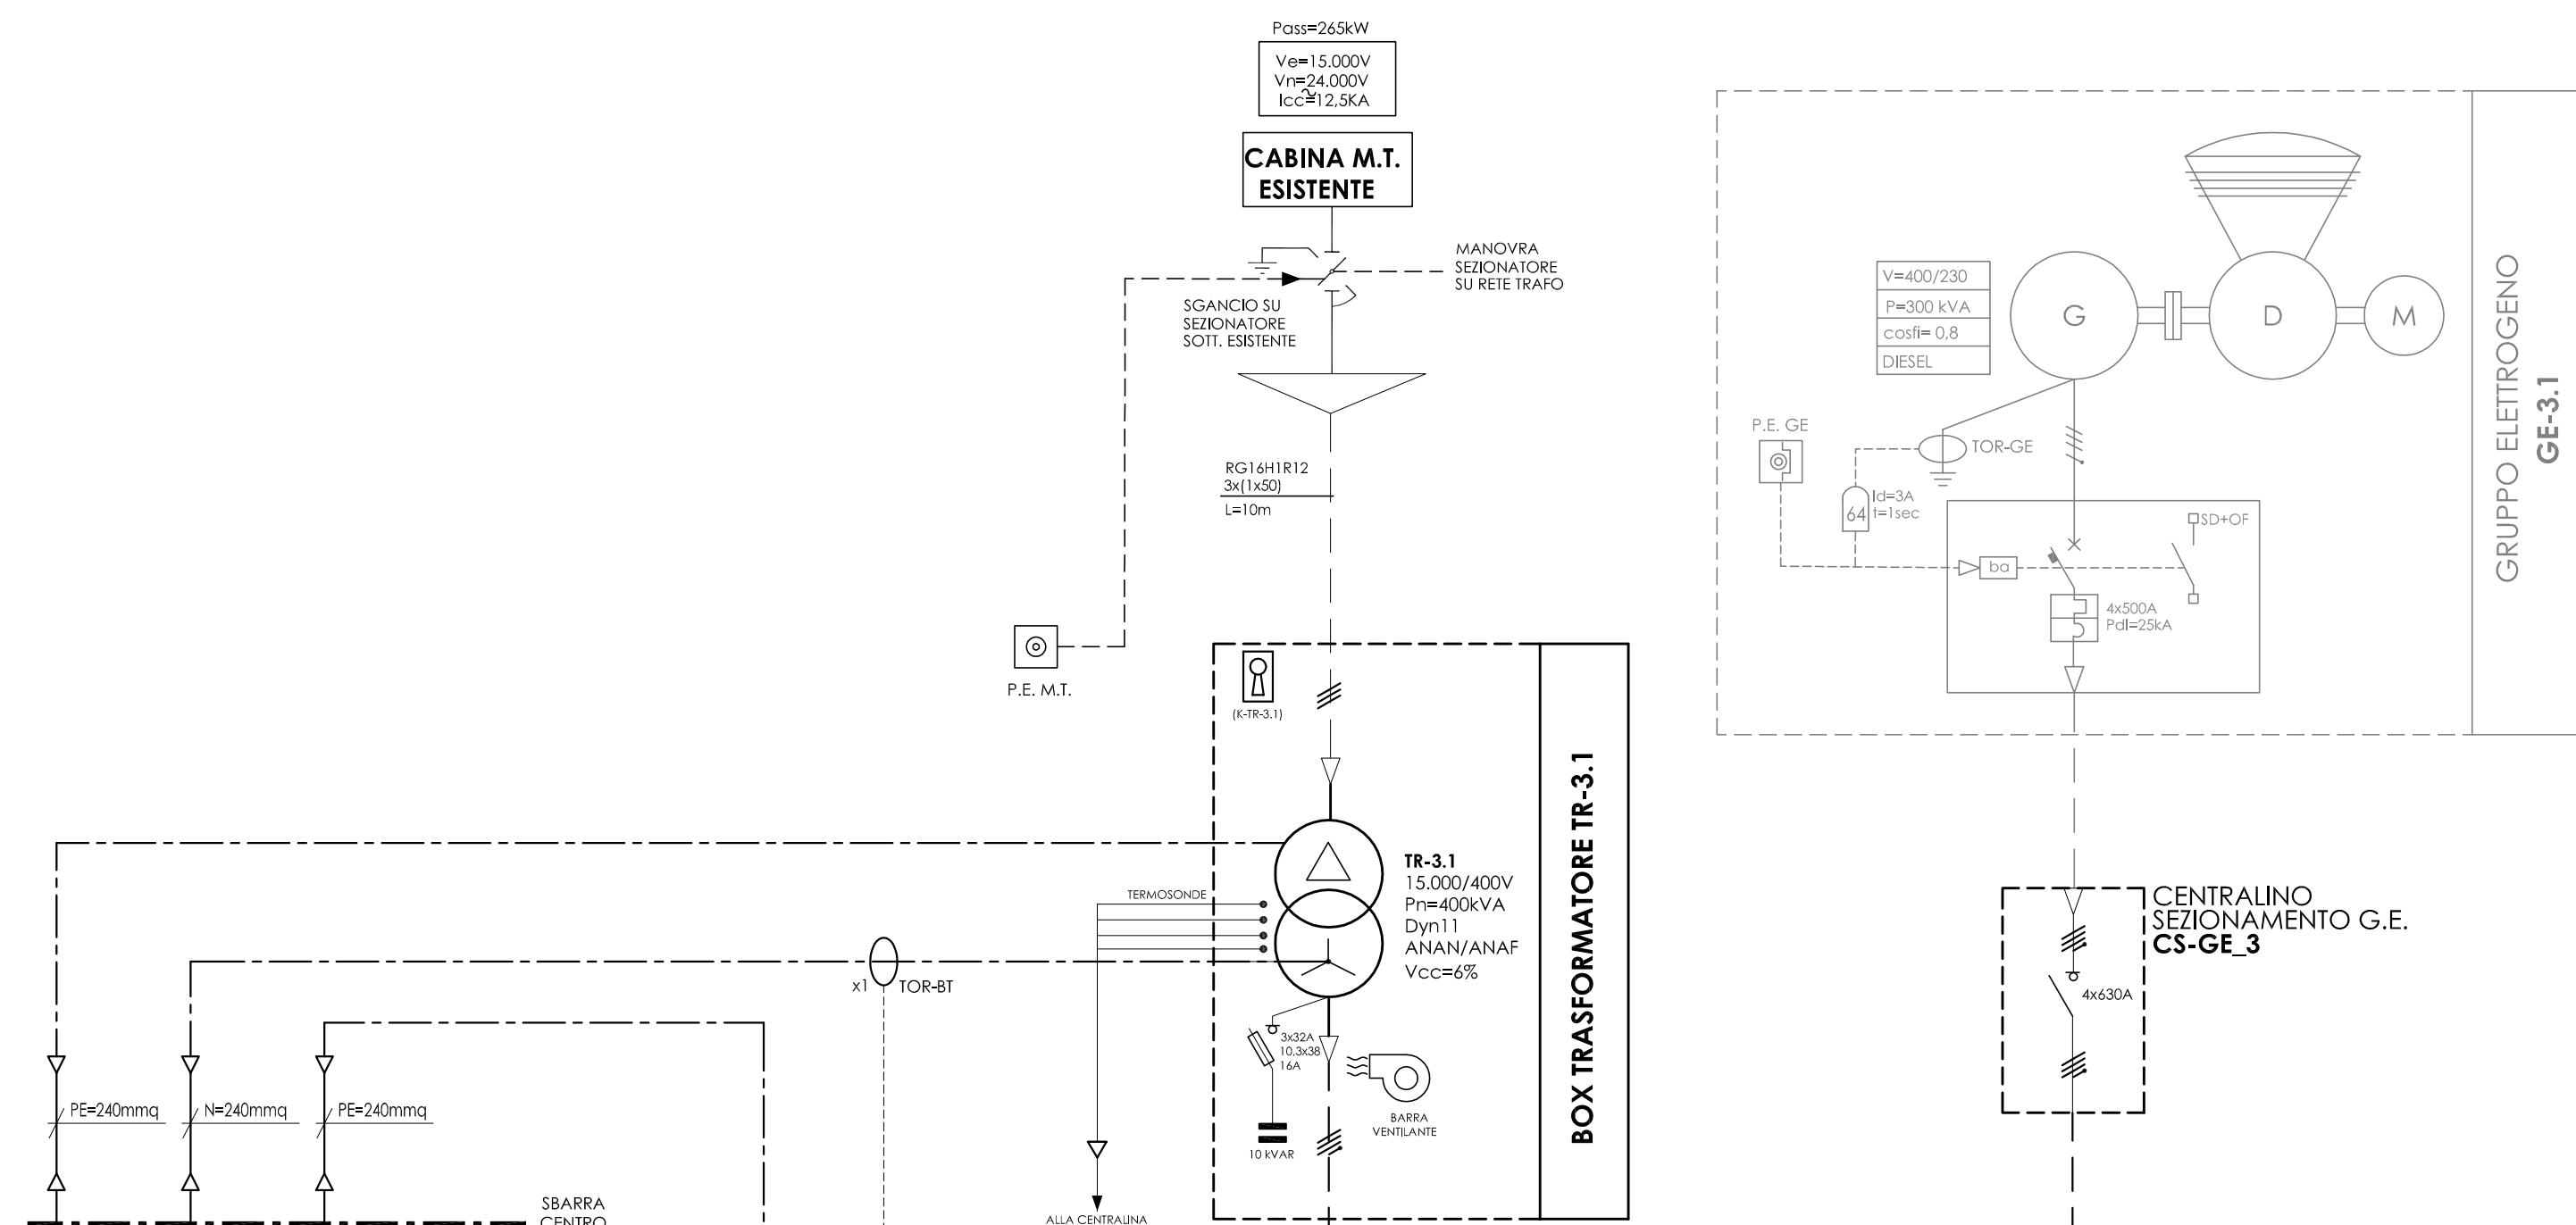 Pass=265kW
Ve=15.000V
Vn=24.000V
Icc≅12,5KA
CABINA M.T.
ESISTENTE
MANOVRA
SEZIONATORE
SU RETE TRAFO
SGANCIO SU
SEZIONATORE
SOTT. ESISTENTE
RG16H1R12
3x(1x50)
L=10m
P.E. M.T.
(K-TR-3.1)
BOX TRASFORMATORE TR-3.1
TR-3.1
15.000/400V
Pn=400kVA
Dyn11
ANAN/ANAF
Vcc=6%
TERMOSONDE
x1
TOR-BT
3x32A
10,3x38
16A
10 kVAR
BARRA
VENTILANTE
PE=240mmq
N=240mmq
PE=240mmq
SBARRA
CENTRO
ALLA CENTRALINA
V=400/230
P=300 kVA
cosfi= 0,8
DIESEL
G
D
M
P.E. GE
TOR-GE
64
Id=3A
t=1sec
SD+OF
ba
4x500A
PdI=25kA
GRUPPO ELETTROGENO
GE-3.1
CENTRALINO
SEZIONAMENTO G.E.
CS-GE_3
4x630A